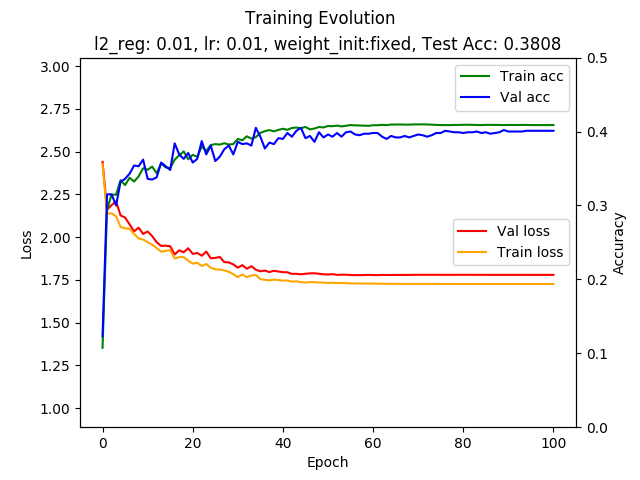 Training Evolution
l2_reg: 0.01, lr: 0.01, weight_init:fixed, Test Acc: 0.3808
3.00
2.75
2.50
2.25
2.00
1.75
1.50
1.25
1.00
Loss
0.5
0.4
0.3
0.2
0.1
0.0
Accuracy
Train acc
Val acc
Val loss
Train loss
0
20
40
60
80
100
Epoch